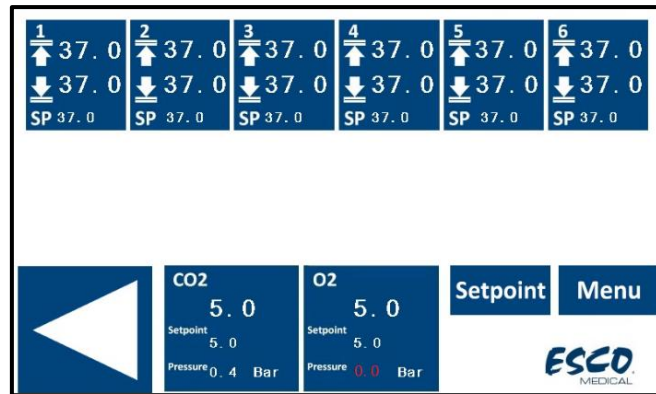 1 2 3 4 5 6
37.0 37.0 37.0 37.0 37.0 37.0
37.0 37.0 37.0 37.0 37.0 37.0
SP 37.0 SP 37.0 SP 37.0 SP 37.0 SP 37.0 SP 37.0
CO2
5.0
Setpoint
5.0
Pressure 0.4 Bar
O2
5.0
Setpoint
5.0
Pressure 0.0 Bar
Setpoint
Menu
ESCO
MEDICAL